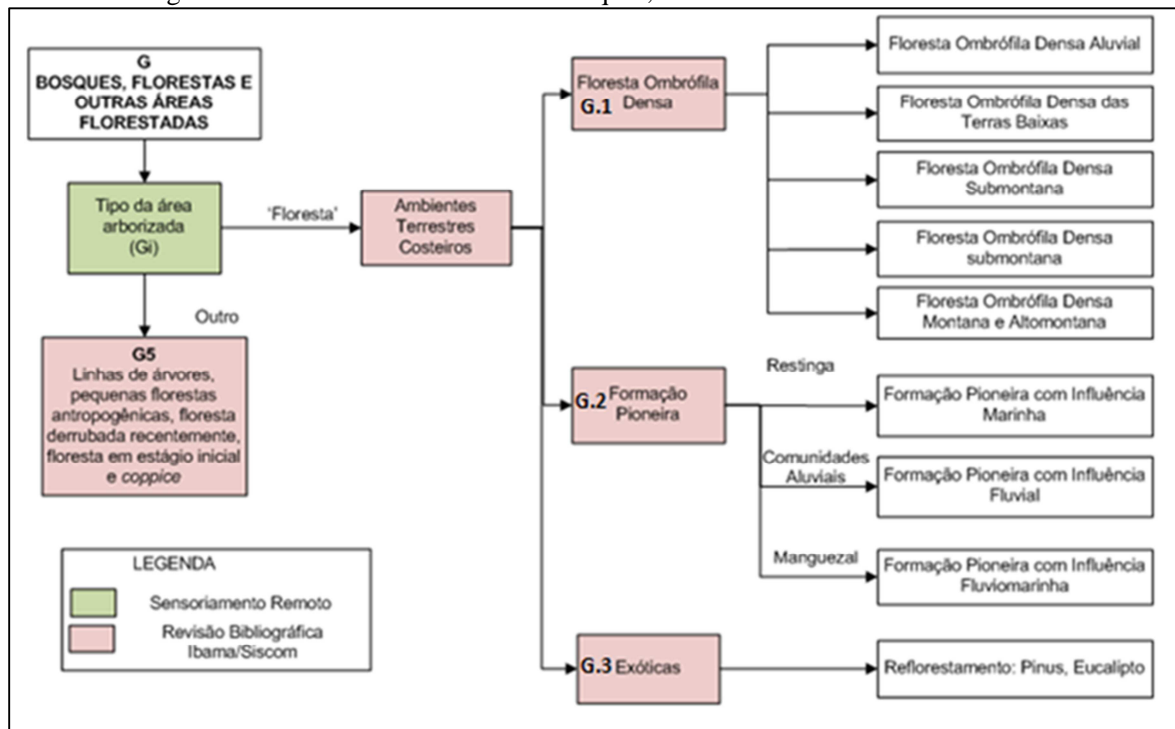 G
BOSQUES, FLORESTAS E
OUTRAS ÁREAS
FLORESTADAS
Tipo da área
arborizada
(Gi)
'Floresta'
Outro
G5
Linhas de árvores,
pequenas florestas
antropogênicas, floresta
derrubada recentemente,
floresta em estágio inicial
e coppice
Ambientes
Terrestres
Costeiros
Floresta Ombrófila
G.1 Densa
Floresta Ombrófila Densa Aluvial
Floresta Ombrófila Densa das
Terras Baixas
Floresta Ombrófila Densa
Submontana
Floresta Ombrófila Densa
submontana
Floresta Ombrófila Densa
Montana e Altomontana
G.2 Formação
Pioneira
Restinga
Formação Pioneira com Influência
Marinha
Comunidades
Aluviais
Formação Pioneira com Influência
Fluvial
Manguezal
Formação Pioneira com Influência
Fluviomarinha
G.3 Exóticas
Reflorestamento: Pinus, Eucalipto
LEGENDA
Sensoriamento Remoto
Revisão Bibliográfica
Ibama/Siscom